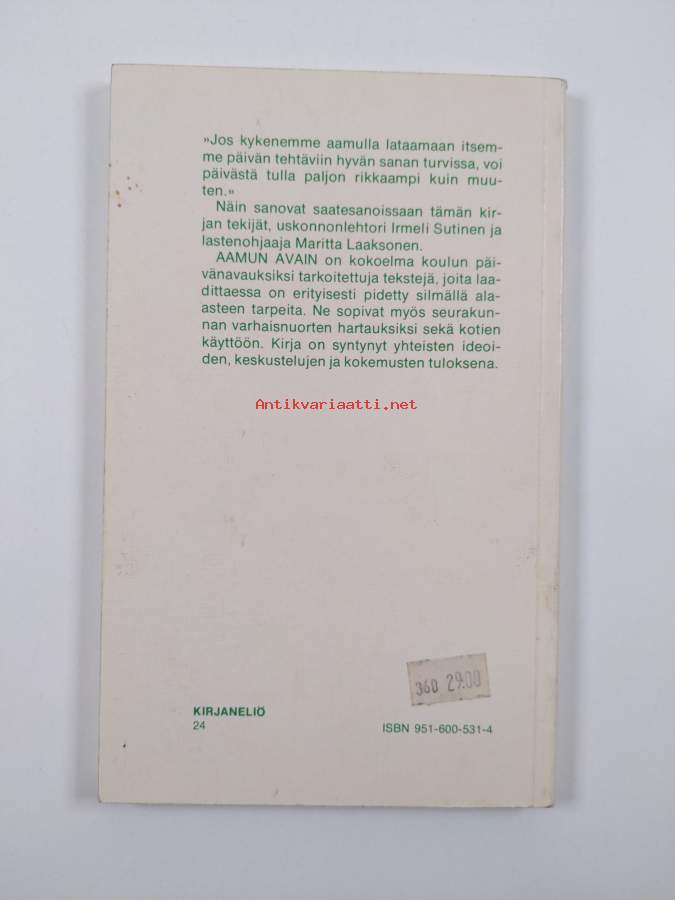 »Jos kykenemme aamulla lataamaan itsem-
me päivän tehtäviin hyvän sanan turvissa, voi
päivästä tulla paljon rikkaampi kuin muu-
ten.»
Näin sanovat saatesanoissaan tämän kir-
jan tekijät, uskonnonlehtori Irmeli Sutinen ja
lastenohjaaja Maritta Laaksonen.
AAMUN AVAIN on kokoelma koulun päi-
vänavauksiksi tarkoitettuja tekstejä, joita laa-
dittaessa on erityisesti pidetty silmällä ala-
asteen tarpeita. Ne sopivat myös seurakun-
nan varhaisnuorten hartauksiksi sekä kotien
käyttöön. Kirja on syntynyt yhteisten ideoi-
den, keskustelujen ja kokemusten tuloksena.
Antikvariaatti.net
360 29.00
KIRJANELIÖ
24
ISBN 951-600-531-4